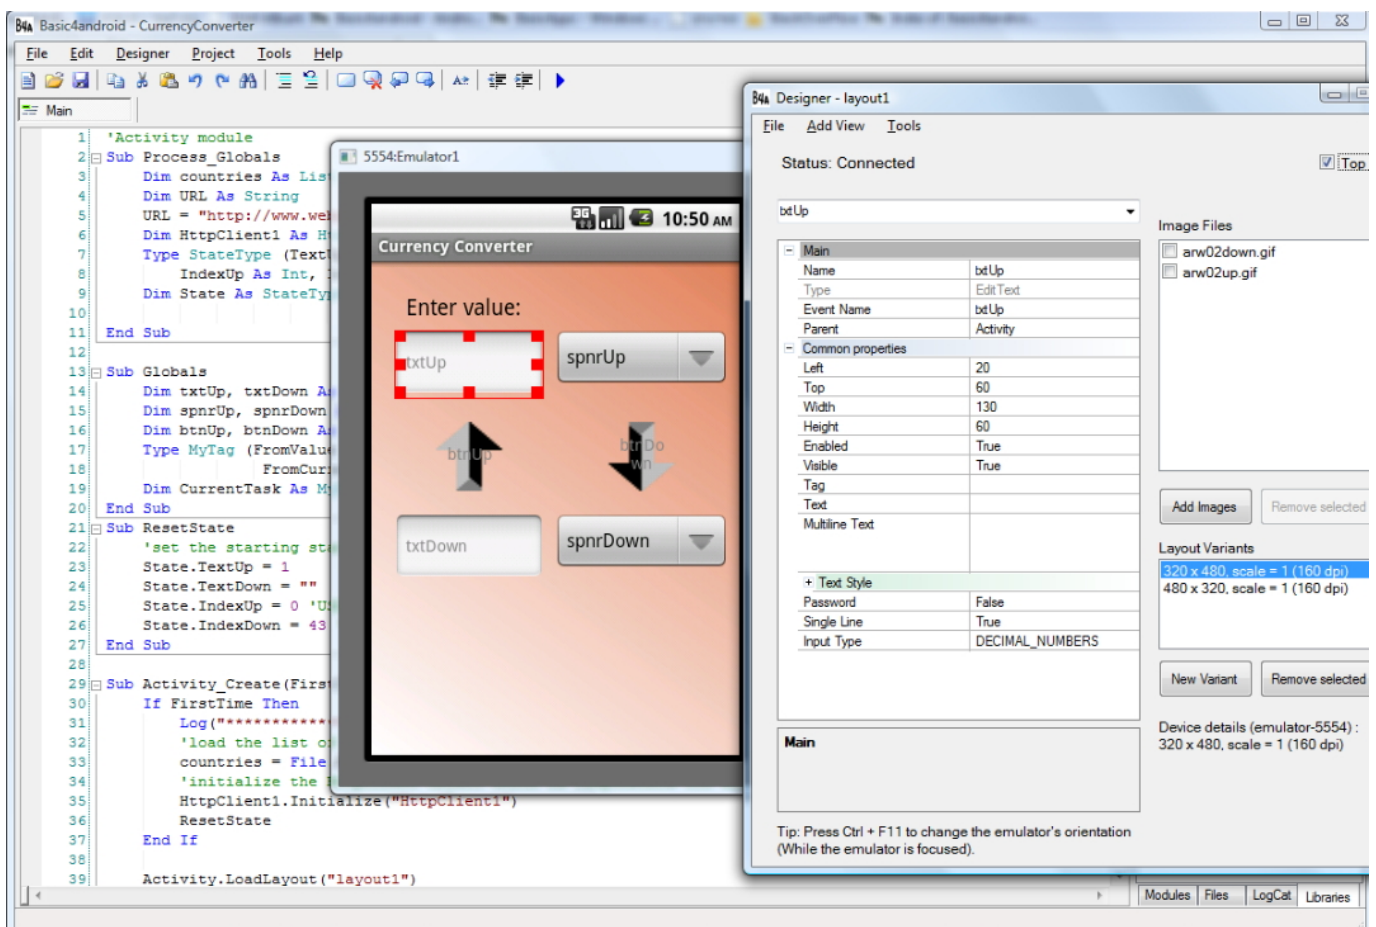 B4A Basic4android - CurrencyConverter
File Edit Designer Project Tools Help
Main
1 'Activity module
2 Sub Process_Globals
3 Dim countries As Lis
4 Dim URL As String
5 URL = "http://www.we
6 Dim HttpClient1 As H
7 Type StateType (Text
8 IndexUp As Int,
9 Dim State As StateTy
10
11 End Sub
12
13 Sub Globals
14 Dim txtUp, txtDown A
15 Dim spnrUp, spnrDown
16 Dim btnUp, btnDown A
17 Type MyTag (FromValu
18 FromCur
19 Dim CurrentTask As M
20 End Sub
21 Sub ResetState
22 'set the starting st
23 State.TextUp = 1
24 State.TextDown = ""
25 State.IndexUp = 0 'U
26 State.IndexDown = 43
27 End Sub
28
29 Sub Activity_Create(Firs
30 If FirstTime Then
31 Log("************
32 'load the list o
33 countries = File
34 'initialize the
35 HttpClient1.Initialize("HttpClient1")
36 ResetState
37 End If
38
39 Activity.LoadLayout("layout1")
5554:Emulator1
3G 10:50 AM
Currency Converter
Enter value:
txtUp spnrUp
btnUp btnDo
wn
txtDown spnrDown
B4A Designer - layout1
File Add View Tools
Status: Connected
Top
txtUp
Main
Name txtUp
Type EditText
Event Name txtUp
Parent Activity
Common properties
Left 20
Top 60
Width 130
Height 60
Enabled True
Visible True
Tag
Text
Multiline Text
Text Style
Password False
Single Line True
Input Type DECIMAL_NUMBERS
Main
Tip: Press Ctrl + F11 to change the emulator's orientation
(While the emulator is focused).
Image Files
arw02down.gif
arw02up.gif
Add Images Remove selected
Layout Variants
320 x 480, scale = 1 (160 dpi)
480 x 320, scale = 1 (160 dpi)
New Variant Remove selected
Device details (emulator-5554) :
320 x 480, scale = 1 (160 dpi)
Modules Files LogCat Libraries